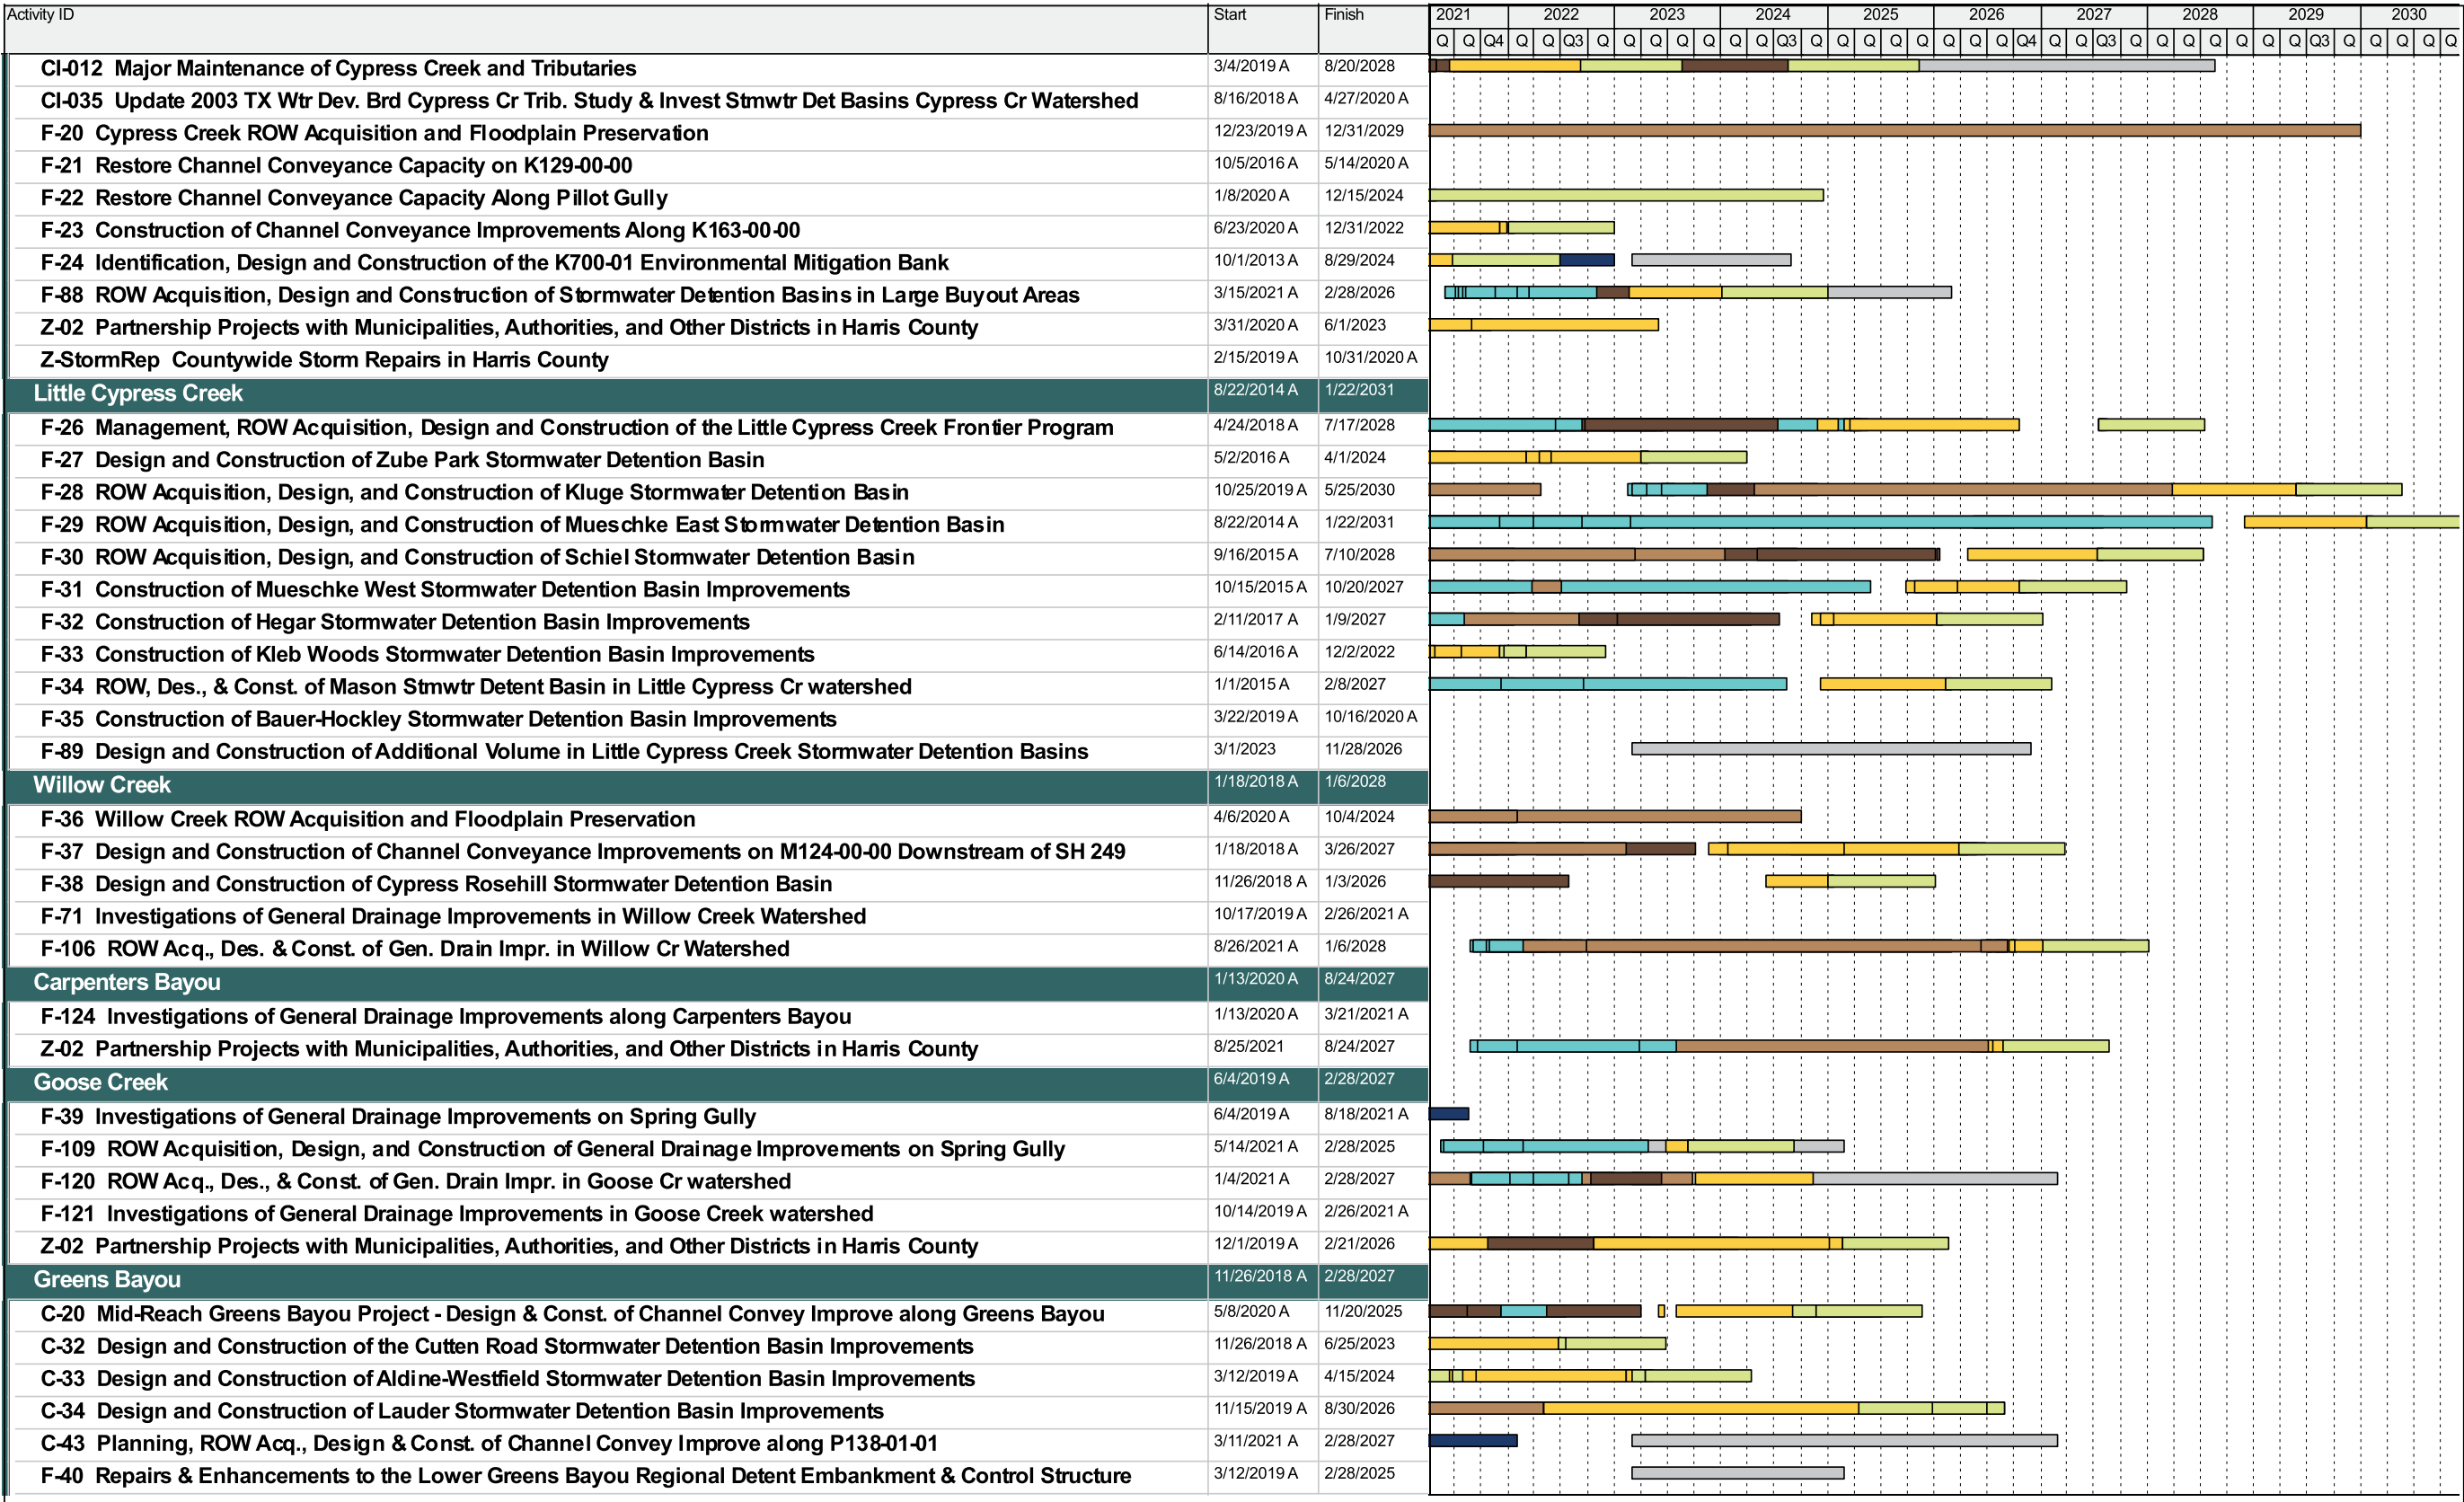 Activity ID Start Finish 2021 2022 2023 2024 2025 2026 2027 2028 2029 2030
Q Q Q4 Q Q Q3 Q Q Q Q Q Q Q3 Q Q Q Q Q Q Q Q Q4 Q Q Q3 Q Q Q Q Q Q Q Q3 Q Q Q Q Q
CI-012 Major Maintenance of Cypress Creek and Tributaries 3/4/2019 A 8/20/2028
CI-035 Update 2003 TX Wtr Dev. Brd Cypress Cr Trib. Study & Invest Stmwtr Det Basins Cypress Cr Watershed 8/16/2018 A 4/27/2020 A
F-20 Cypress Creek ROW Acquisition and Floodplain Preservation 12/23/2019 A 12/31/2029
F-21 Restore Channel Conveyance Capacity on K129-00-00 10/5/2016 A 5/14/2020 A
F-22 Restore Channel Conveyance Capacity Along Pillot Gully 1/8/2020 A 12/15/2024
F-23 Construction of Channel Conveyance Improvements Along K163-00-00 6/23/2020 A 12/31/2022
F-24 Identification, Design and Construction of the K700-01 Environmental Mitigation Bank 10/1/2013 A 8/29/2024
F-88 ROW Acquisition, Design and Construction of Stormwater Detention Basins in Large Buyout Areas 3/15/2021 A 2/28/2026
Z-02 Partnership Projects with Municipalities, Authorities, and Other Districts in Harris County 3/31/2020 A 6/1/2023
Z-StormRep Countywide Storm Repairs in Harris County 2/15/2019 A 10/31/2020 A
Little Cypress Creek 8/22/2014 A 1/22/2031
F-26 Management, ROW Acquisition, Design and Construction of the Little Cypress Creek Frontier Program 4/24/2018 A 7/17/2028
F-27 Design and Construction of Zube Park Stormwater Detention Basin 5/2/2016 A 4/1/2024
F-28 ROW Acquisition, Design, and Construction of Kluge Stormwater Detention Basin 10/25/2019 A 5/25/2030
F-29 ROW Acquisition, Design, and Construction of Mueschke East Stormwater Detention Basin 8/22/2014 A 1/22/2031
F-30 ROW Acquisition, Design, and Construction of Schiel Stormwater Detention Basin 9/16/2015 A 7/10/2028
F-31 Construction of Mueschke West Stormwater Detention Basin Improvements 10/15/2015 A 10/20/2027
F-32 Construction of Hegar Stormwater Detention Basin Improvements 2/11/2017 A 1/9/2027
F-33 Construction of Kleb Woods Stormwater Detention Basin Improvements 6/14/2016 A 12/2/2022
F-34 ROW, Des., & Const. of Mason Stmwtr Detent Basin in Little Cypress Cr watershed 1/1/2015 A 2/8/2027
F-35 Construction of Bauer-Hockley Stormwater Detention Basin Improvements 3/22/2019 A 10/16/2020 A
F-89 Design and Construction of Additional Volume in Little Cypress Creek Stormwater Detention Basins 3/1/2023 11/28/2026
Willow Creek 1/18/2018 A 1/6/2028
F-36 Willow Creek ROW Acquisition and Floodplain Preservation 4/6/2020 A 10/4/2024
F-37 Design and Construction of Channel Conveyance Improvements on M124-00-00 Downstream of SH 249 1/18/2018 A 3/26/2027
F-38 Design and Construction of Cypress Rosehill Stormwater Detention Basin 11/26/2018 A 1/3/2026
F-71 Investigations of General Drainage Improvements in Willow Creek Watershed 10/17/2019 A 2/26/2021 A
F-106 ROW Acq., Des. & Const. of Gen. Drain Impr. in Willow Cr Watershed 8/26/2021 A 1/6/2028
Carpenters Bayou 1/13/2020 A 8/24/2027
F-124 Investigations of General Drainage Improvements along Carpenters Bayou 1/13/2020 A 3/21/2021 A
Z-02 Partnership Projects with Municipalities, Authorities, and Other Districts in Harris County 8/25/2021 8/24/2027
Goose Creek 6/4/2019 A 2/28/2027
F-39 Investigations of General Drainage Improvements on Spring Gully 6/4/2019 A 8/18/2021 A
F-109 ROW Acquisition, Design, and Construction of General Drainage Improvements on Spring Gully 5/14/2021 A 2/28/2025
F-120 ROW Acq., Des., & Const. of Gen. Drain Impr. in Goose Cr watershed 1/4/2021 A 2/28/2027
F-121 Investigations of General Drainage Improvements in Goose Creek watershed 10/14/2019 A 2/26/2021 A
Z-02 Partnership Projects with Municipalities, Authorities, and Other Districts in Harris County 12/1/2019 A 2/21/2026
Greens Bayou 11/26/2018 A 2/28/2027
C-20 Mid-Reach Greens Bayou Project - Design & Const. of Channel Convey Improve along Greens Bayou 5/8/2020 A 11/20/2025
C-32 Design and Construction of the Cutten Road Stormwater Detention Basin Improvements 11/26/2018 A 6/25/2023
C-33 Design and Construction of Aldine-Westfield Stormwater Detention Basin Improvements 3/12/2019 A 4/15/2024
C-34 Design and Construction of Lauder Stormwater Detention Basin Improvements 11/15/2019 A 8/30/2026
C-43 Planning, ROW Acq., Design & Const. of Channel Convey Improve along P138-01-01 3/11/2021 A 2/28/2027
F-40 Repairs & Enhancements to the Lower Greens Bayou Regional Detent Embankment & Control Structure 3/12/2019 A 2/28/2025